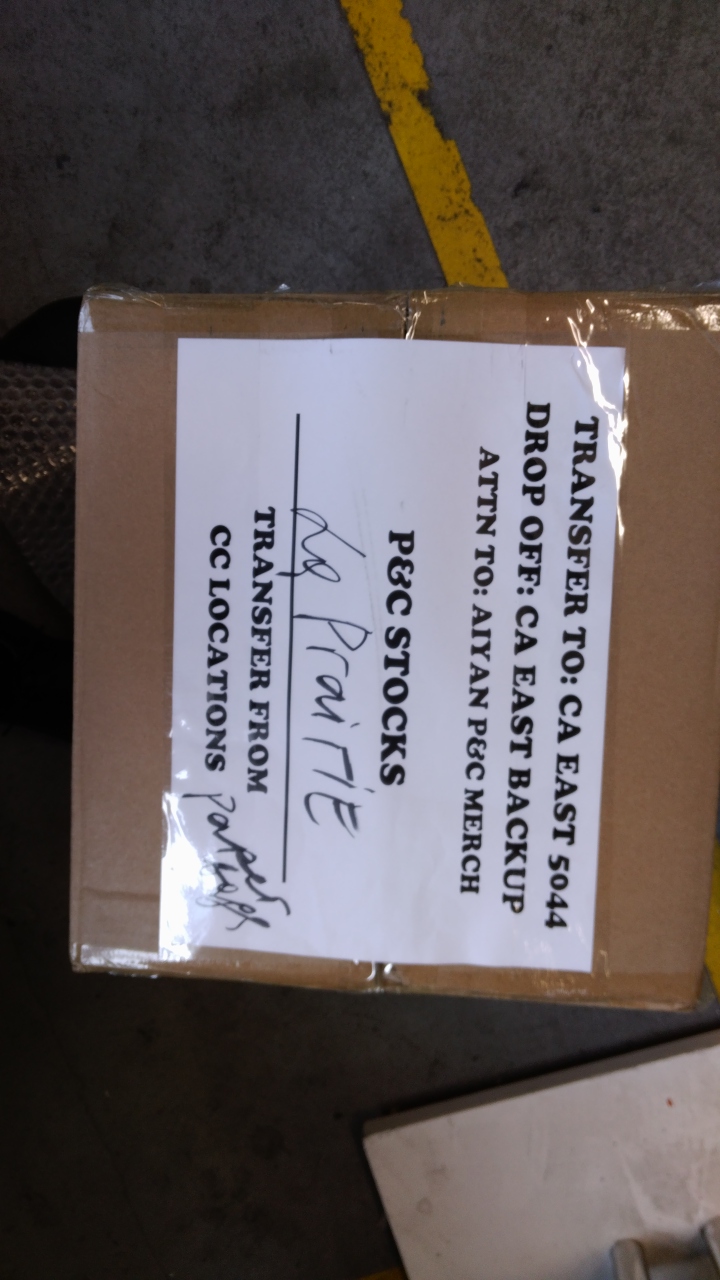 TRANSFER TO: CA EAST 5044
DROP OFF: CA EAST BACKUP
ATTN TO: AIYAN P&C MERCH
P&C STOCKS
La PrairiE
TRANSFER FROM
CC LOCATIONS Paper